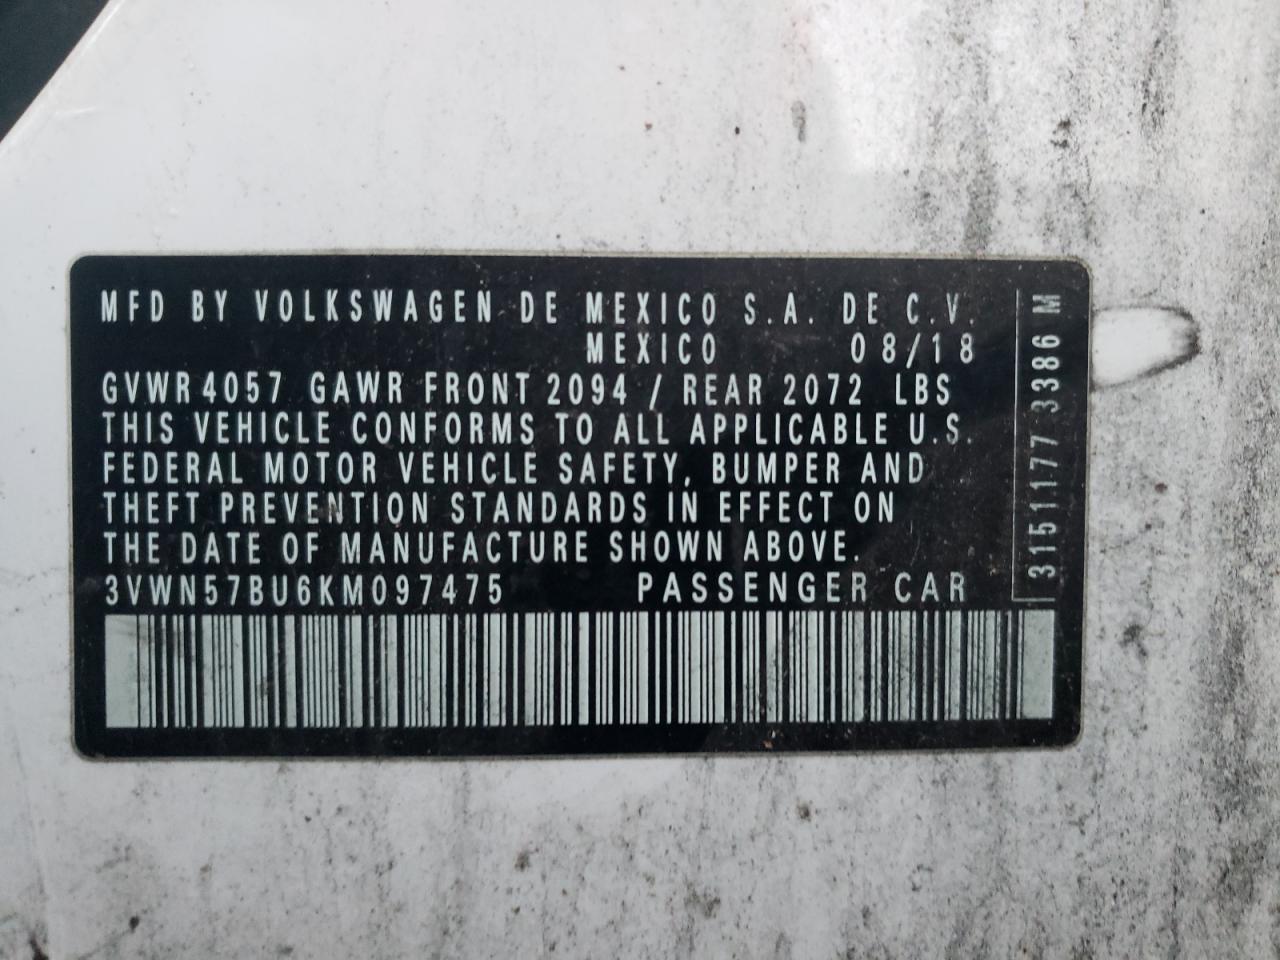 MFD BY VOLKSWAGEN DE MEXICO S.A. DE C.V.
MEXICO 08/18
GVWR 4057 GAWR FRONT 2094 / REAR 2072 LBS
THIS VEHICLE CONFORMS TO ALL APPLICABLE U.S.
FEDERAL MOTOR VEHICLE SAFETY, BUMPER AND
THEFT PREVENTION STANDARDS IN EFFECT ON
THE DATE OF MANUFACTURE SHOWN ABOVE.
3VWN57BU6KM097475 PASSENGER CAR
3151177 3386 M